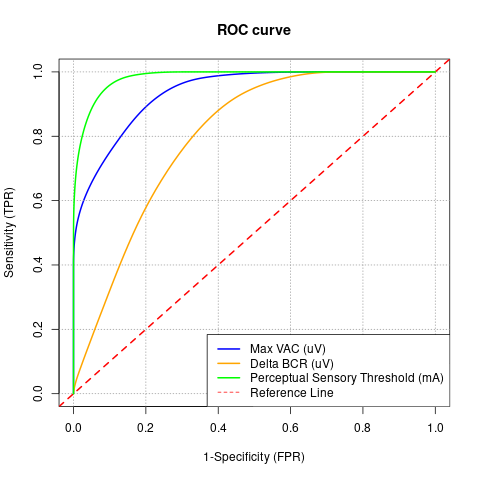 ROC curve
Sensitivity (TPR)
1.0
0.8
0.6
0.4
0.2
0.0
Max VAC (uV)
Delta BCR (uV)
Perceptual Sensory Threshold (mA)
Reference Line
0.0 0.2 0.4 0.6 0.8 1.0
1-Specificity (FPR)